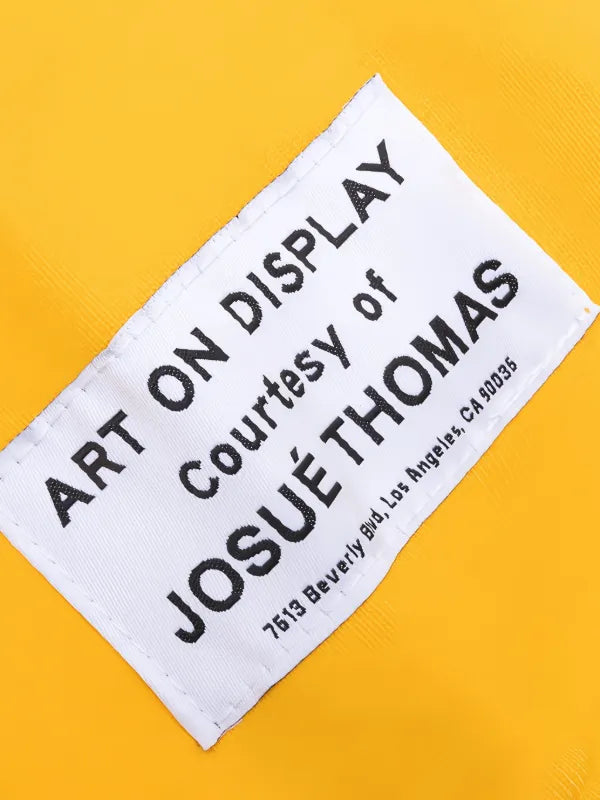 ART ON DISPLAY
Courtesy of
JOSUÉ THOMAS
7613 Beverly Blvd, Los Angeles, CA 90036